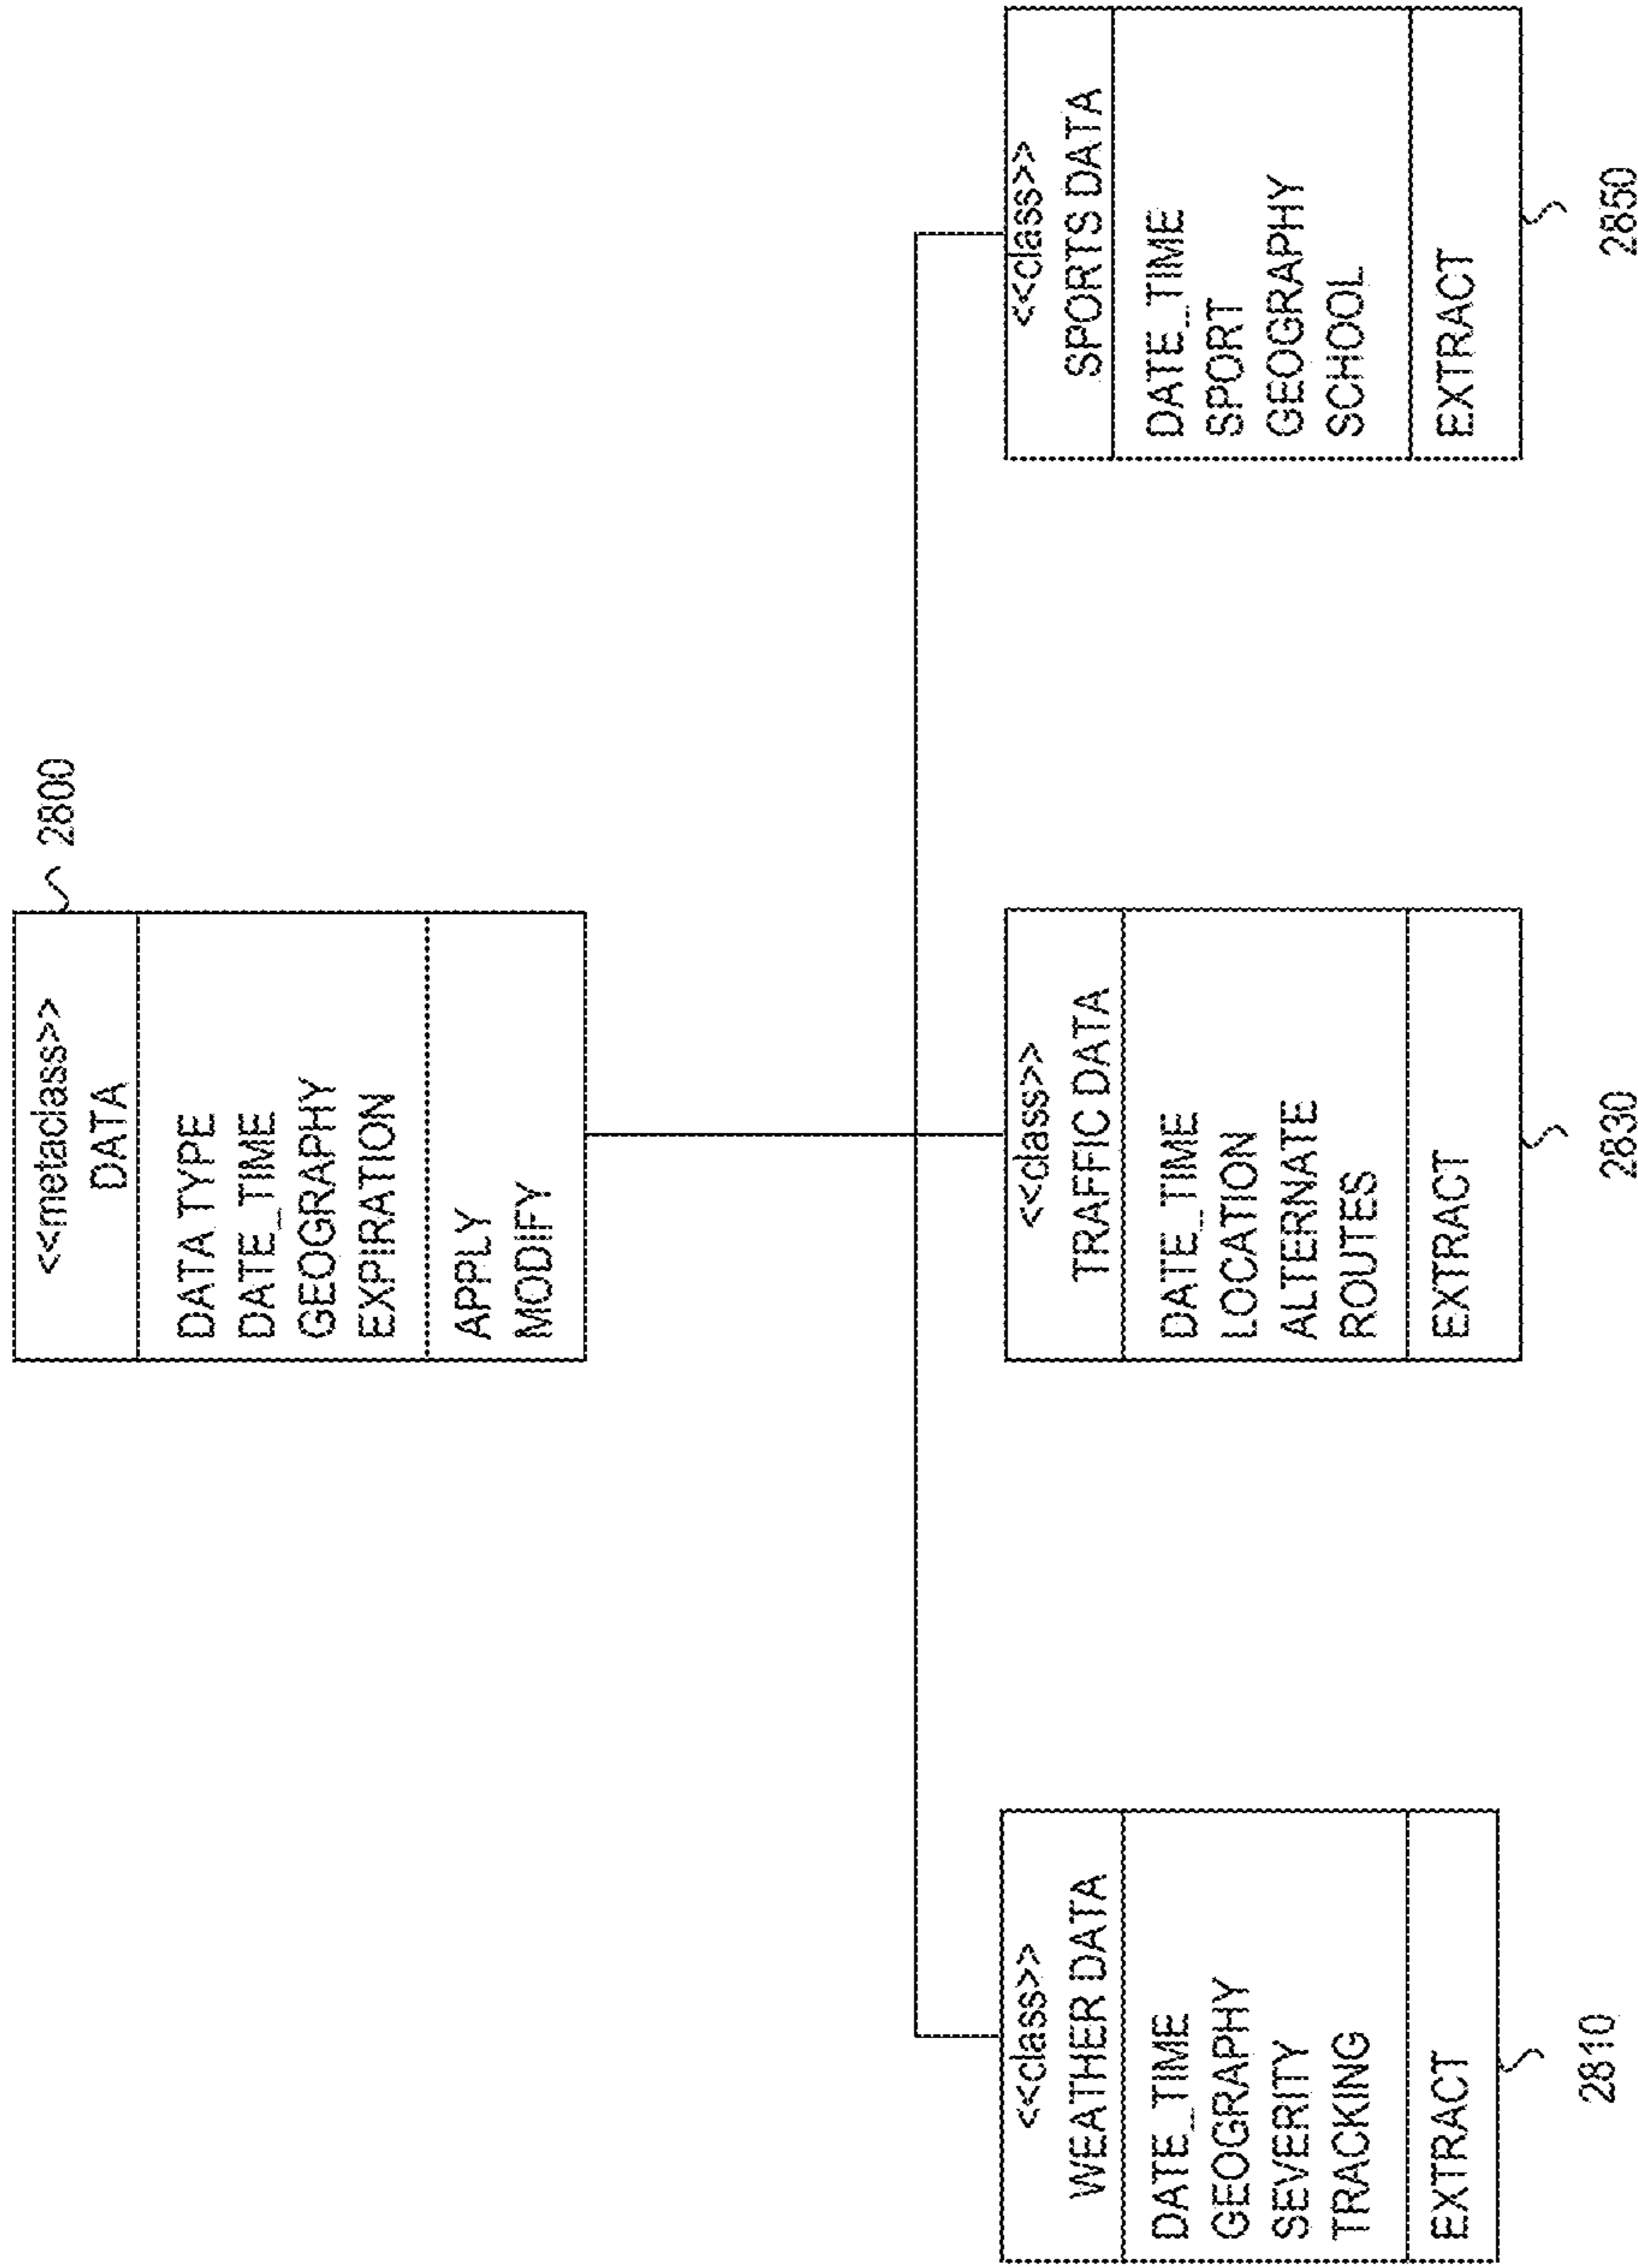 <<metaclass>>
DATA
DATA TYPE
DATE_TIME
GEOGRAPHY
EXPIRATION
APPLY
MODIFY
2800
<<class>>
WEATHER DATA
DATE_TIME
GEOGRAPHY
SEVERITY
TRACKING
EXTRACT
2810
<<class>>
TRAFFIC DATA
DATE_TIME
LOCATION
ALTERNATE
ROUTES
EXTRACT
2830
<<class>>
SPORTS DATA
DATE_TIME
SPORT
GEOGRAPHY
SCHOOL
EXTRACT
2850